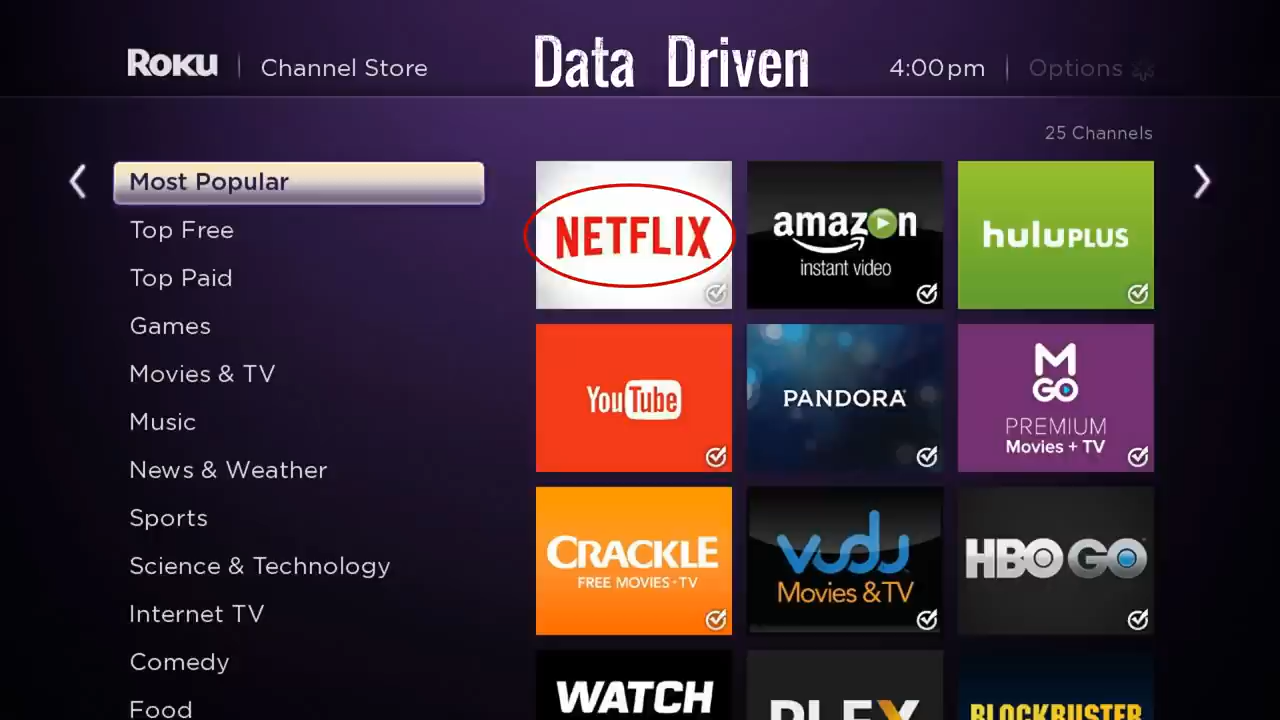 ROKU
Channel Store
Data Driven
4:00pm
Options
25 Channels
Most Popular
Top Free
Top Paid
Games
Movies & TV
Music
News & Weather
Sports
Science & Technology
Internet TV
Comedy
Food
NETFLIX
amazon
instant video
huluPLUS
YouTube
PANDORA
M
GO
PREMIUM
Movies + TV
CRACKLE
FREE MOVIES + TV
vudu
Movies & TV
HBO GO
WATCH
PLEX
BLOCKBUSTER